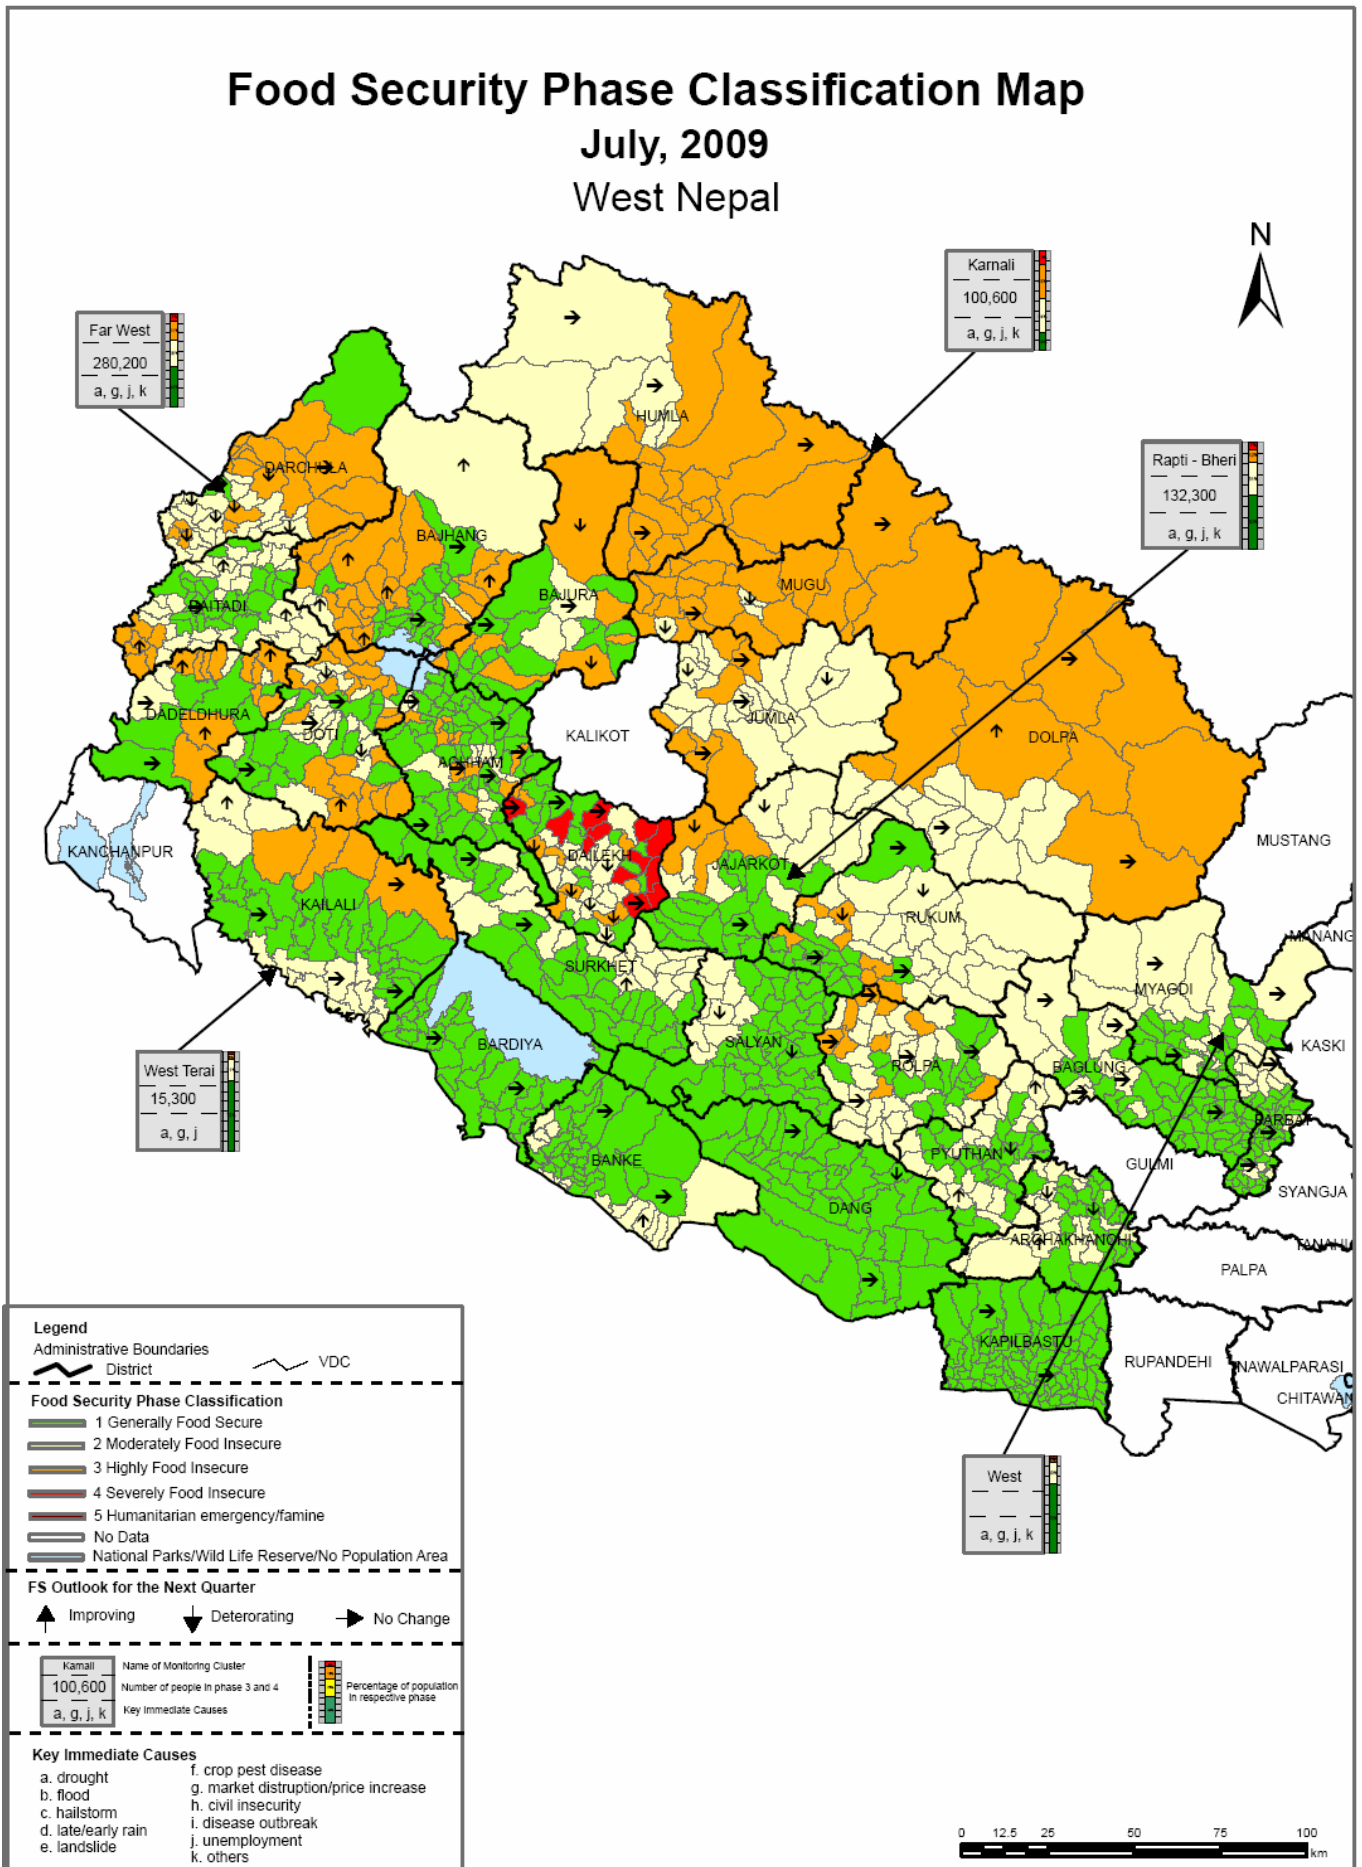 Food Security Phase Classification Map
July, 2009
West Nepal
N
Karnali
100,600
a, g, j, k
Far West
280,200
a, g, j, k
Rapti - Bheri
132,300
a, g, j, k
HUMLA
DARCHULA
BAJHANG
MUGU
BAJURA
BAITADI
DADELDHURA
DOTI
JUMLA
KALIKOT
DOLPA
ACHHAM
MUSTANG
KANCHANPUR
DAILEKH
JAJARKOT
KAILALI
RUKUM
MANANG
SURKHET
MYAGDI
BARDIYA
SALYAN
KASKI
ROLPA
BAGLUNG
West Terai
15,300
a, g, j
PARBAT
BANKE
PYUTHAN
GULMI
SYANGJA
DANG
ARGHAKHANCHI
TANAHU
PALPA
KAPILBASTU
RUPANDEHI
NAWALPARASI
CHITAWAN
West
a, g, j, k
Legend
Administrative Boundaries
District
VDC
Food Security Phase Classification
1 Generally Food Secure
2 Moderately Food Insecure
3 Highly Food Insecure
4 Severely Food Insecure
5 Humanitarian emergency/famine
No Data
National Parks/Wild Life Reserve/No Population Area
FS Outlook for the Next Quarter
Improving
Deterorating
No Change
Karnali
100,600
a, g, j, k
Name of Monitoring Cluster
Number of people in phase 3 and 4
Key Immediate Causes
Percentage of population
in respective phase
Key Immediate Causes
a. drought
b. flood
c. hailstorm
d. late/early rain
e. landslide
f. crop pest disease
g. market distruption/price increase
h. civil insecurity
i. disease outbreak
j. unemployment
k. others
0 12.5 25 50 75 100
km